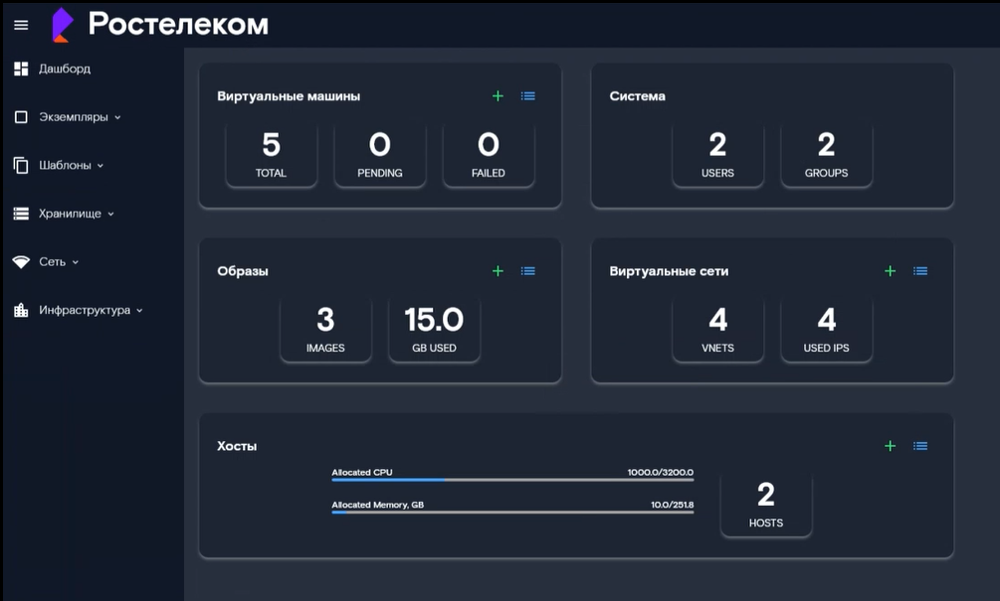 Ростелеком
Дашборд
Экземпляры
Шаблоны
Хранилище
Сеть
Инфраструктура
Виртуальные машины
5
TOTAL
0
PENDING
0
FAILED
Система
2
USERS
2
GROUPS
Образы
3
IMAGES
15.0
GB USED
Виртуальные сети
4
VNETS
4
USED IPS
Хосты
Allocated CPU 1000.0/3200.0
Allocated Memory, GB 10.0/251.8
2
HOSTS